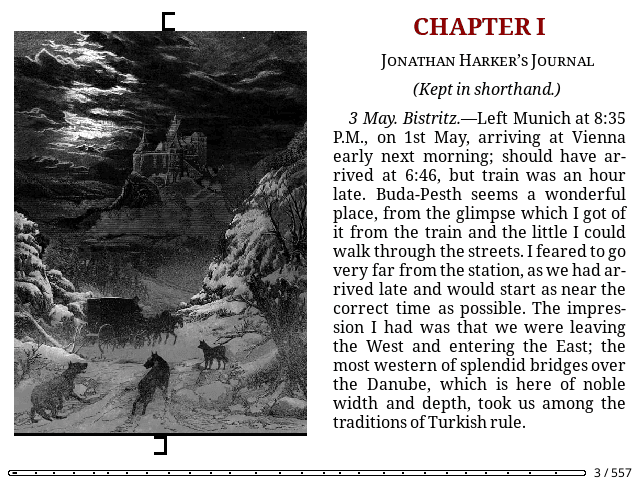 CHAPTER I
Jonathan Harker's Journal
(Kept in shorthand.)
3 May. Bistritz.—Left Munich at 8:35
P.M., on 1st May, arriving at Vienna
early next morning; should have ar-
rived at 6:46, but train was an hour
late. Buda-Pesth seems a wonderful
place, from the glimpse which I got of
it from the train and the little I could
walk through the streets. I feared to go
very far from the station, as we had ar-
rived late and would start as near the
correct time as possible. The impres-
sion I had was that we were leaving
the West and entering the East; the
most western of splendid bridges over
the Danube, which is here of noble
width and depth, took us among the
traditions of Turkish rule.
3 / 557